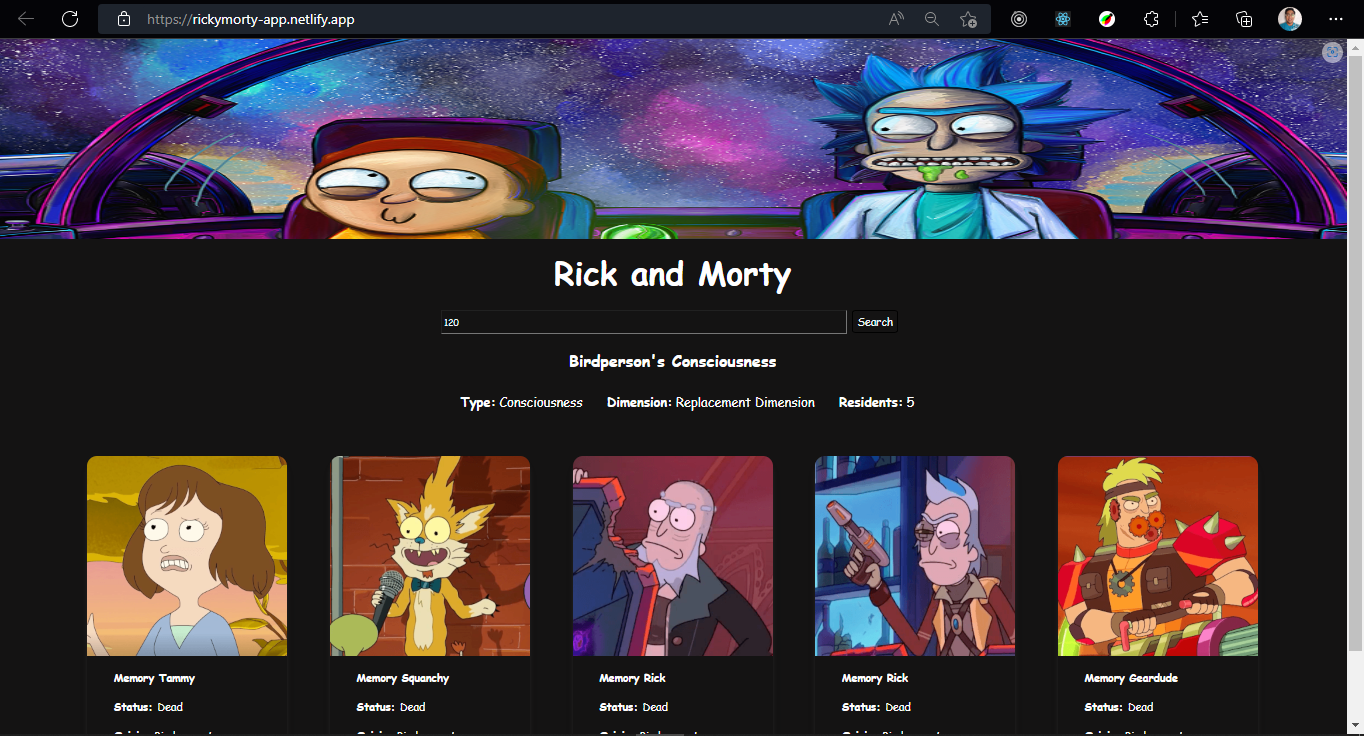 https://rickymorty-app.netlify.app
Rick and Morty
120 Search
Birdperson's Consciousness
Type: Consciousness Dimension: Replacement Dimension Residents: 5
Memory Tammy Memory Squanchy Memory Rick Memory Rick Memory Geardude
Status: Dead Status: Dead Status: Dead Status: Dead Status: Dead